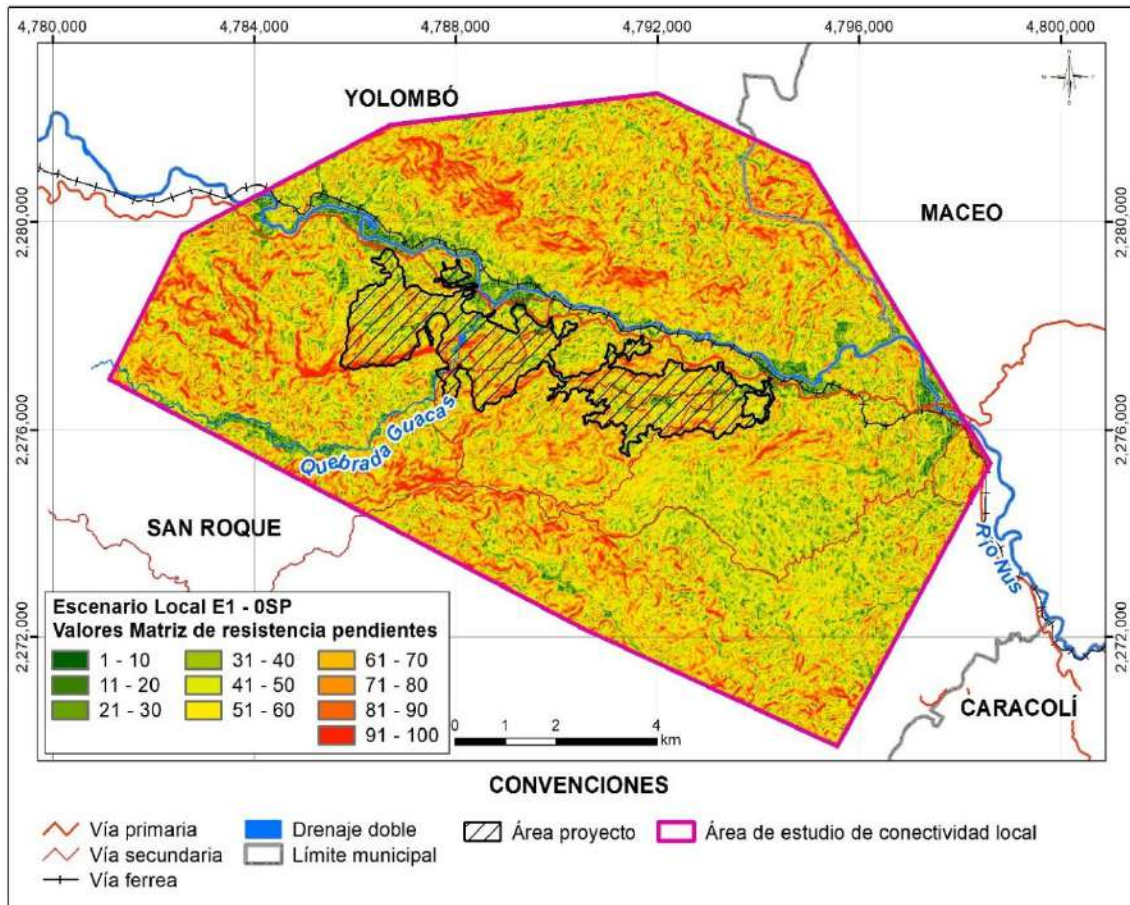 4,780,000 4,784,000 4,788,000 4,792,000 4,796,000 4,800,000
YOLOMBÓ
MACEO
2,280,000 2,280,000
2,276,000 2,276,000
Quebrada Guacas
SAN ROQUE
Río Nus
2,272,000 2,272,000
CARACOLÍ
Escenario Local E1 - 0SP
Valores Matriz de resistencia pendientes
1 - 10 31 - 40 61 - 70
11 - 20 41 - 50 71 - 80
21 - 30 51 - 60 81 - 90
91 - 100
0 1 2 4
km
CONVENCIONES
Vía primaria Drenaje doble Área proyecto Área de estudio de conectividad local
Vía secundaria Límite municipal
Vía ferrea